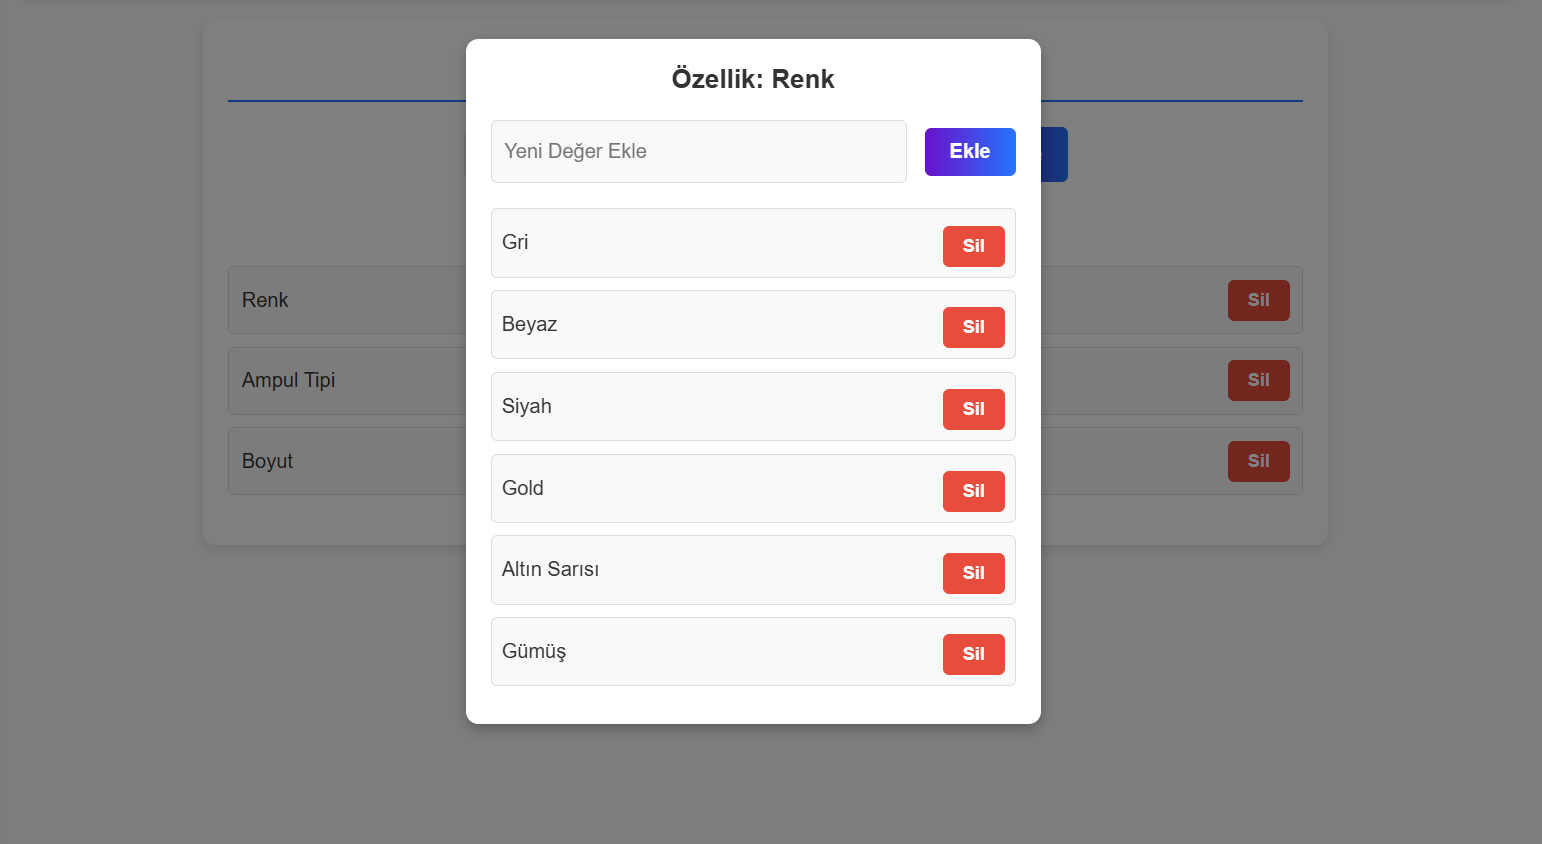 Özellik: Renk
Yeni Değer Ekle
Ekle
Gri
Sil
Beyaz
Sil
Siyah
Sil
Gold
Sil
Altın Sarısı
Sil
Gümüş
Sil
Renk
Sil
Ampul Tipi
Sil
Boyut
Sil